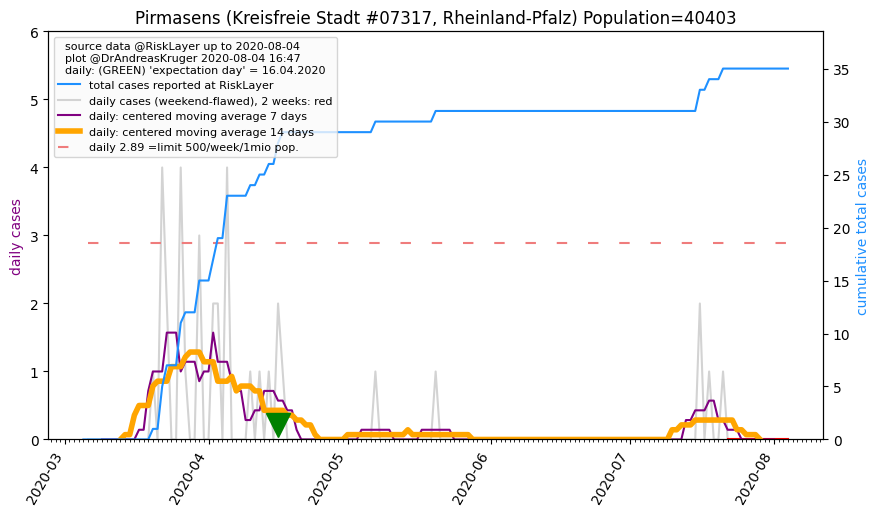 Pirmasens (Kreisfreie Stadt #07317, Rheinland-Pfalz) Population=40403
source data @RiskLayer up to 2020-08-04
plot @DrAndreasKruger 2020-08-04 16:47
daily: (GREEN) 'expectation day' = 16.04.2020
total cases reported at RiskLayer
daily cases (weekend-flawed), 2 weeks: red
daily: centered moving average 7 days
daily: centered moving average 14 days
daily 2.89 =limit 500/week/1mio pop.
daily cases
6
5
4
3
2
1
0
cumulative total cases
35
30
25
20
15
10
5
0
2020-03
2020-04
2020-05
2020-06
2020-07
2020-08